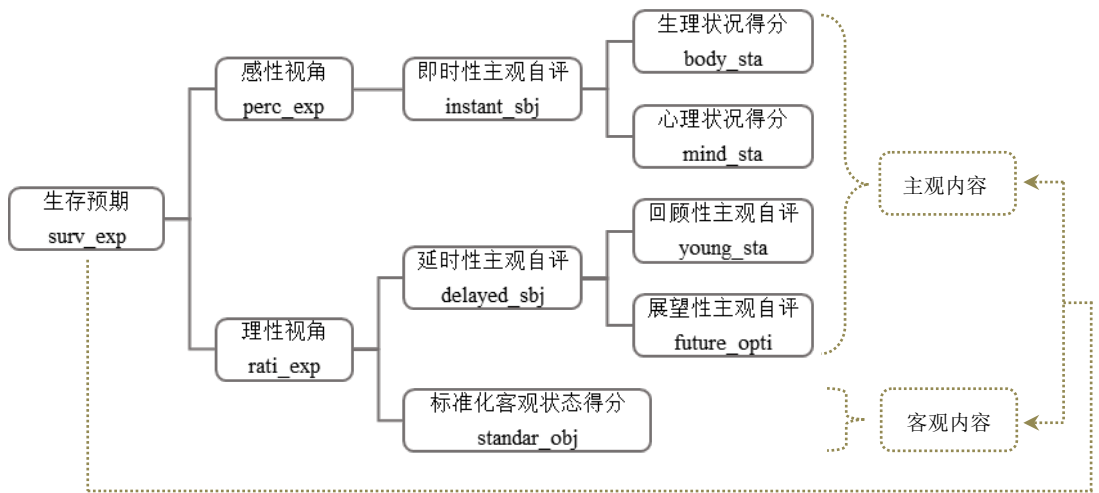 生存预期
surv_exp
感性视角
perc_exp
理性视角
rati_exp
即时性主观自评
instant_sbj
延时性主观自评
delayed_sbj
标准化客观状态得分
standar_obj
生理状况得分
body_sta
心理状况得分
mind_sta
回顾性主观自评
young_sta
展望性主观自评
future_opti
主观内容
客观内容